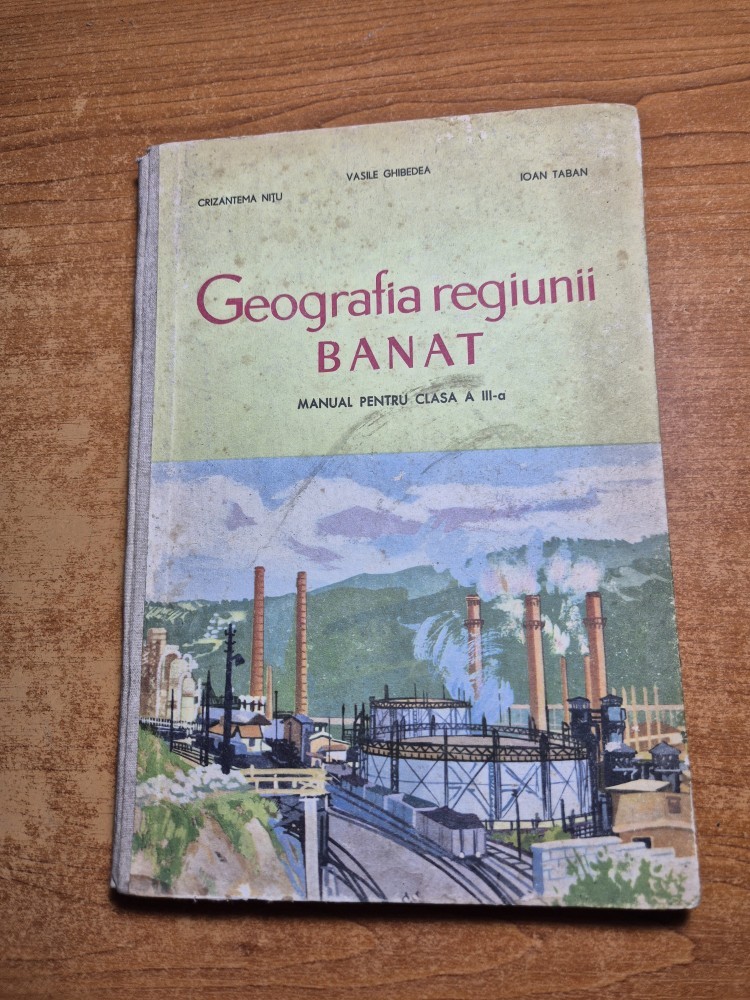 CRIZANTEMA NIȚU
VASILE GHIBEDEA
IOAN TABAN
Geografia regiunii
BANAT
MANUAL PENTRU CLASA A III-a